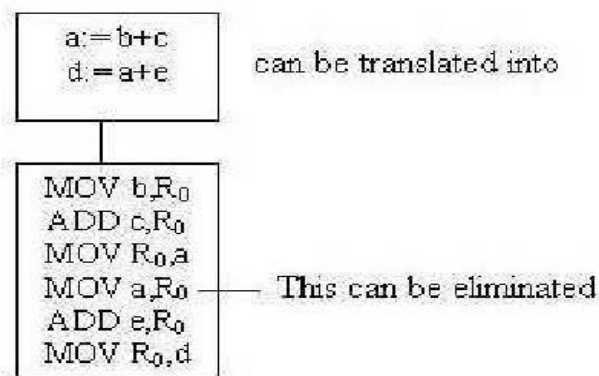 a:=b+c
d:=a+e
can be translated into
MOV b,R₀
ADD c,R₀
MOV R₀,a
MOV a,R₀
This can be eliminated
ADD e,R₀
MOV R₀,d